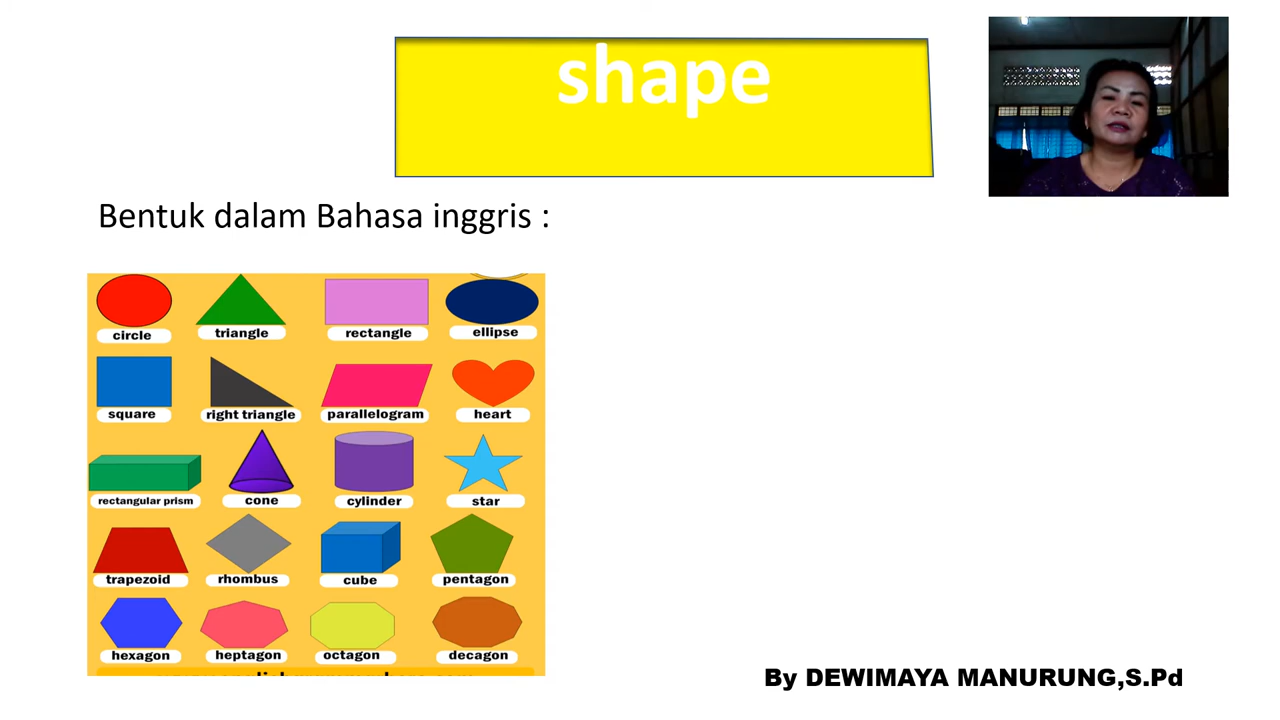 shape
Bentuk dalam Bahasa inggris :
circle triangle rectangle ellipse
square right triangle parallelogram heart
rectangular prism cone cylinder star
trapezoid rhombus cube pentagon
hexagon heptagon octagon decagon
By DEWIMAYA MANURUNG,S.Pd